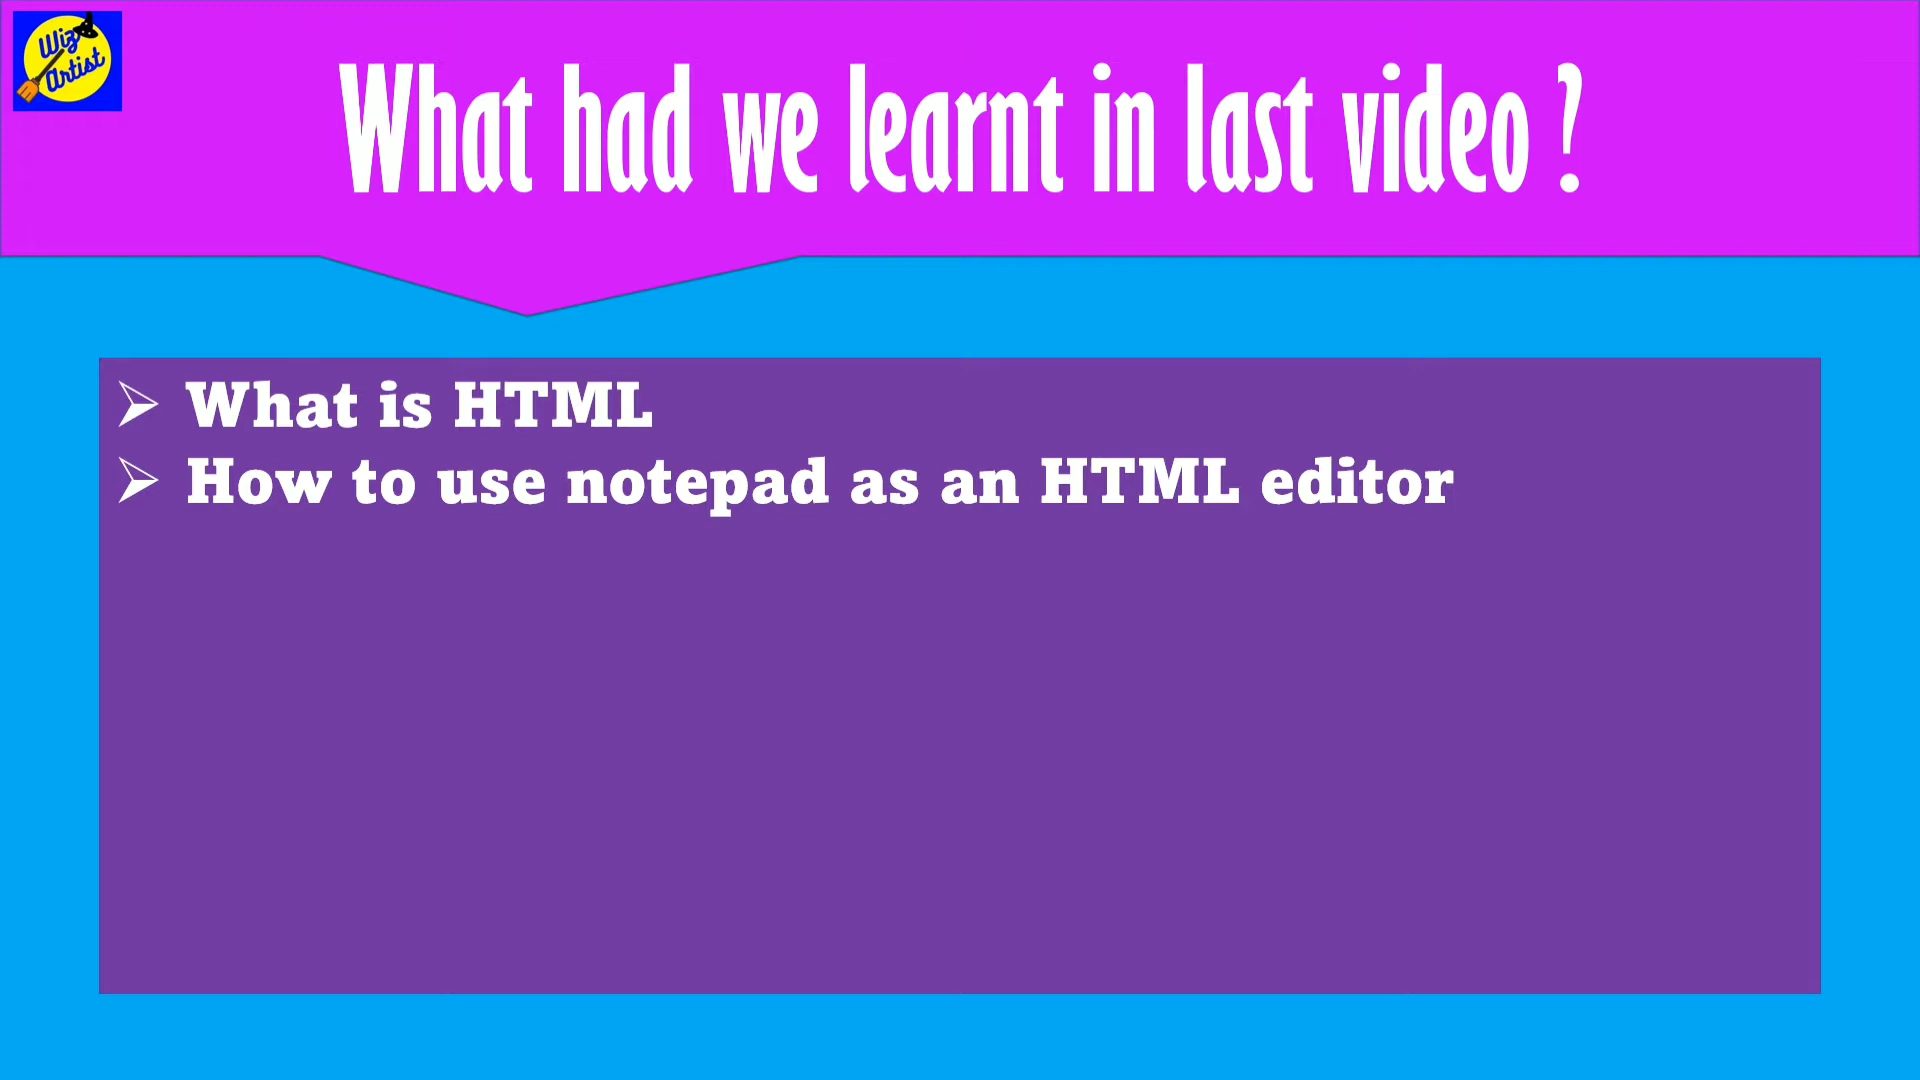 Wiz
Artist
What had we learnt in last video ?
➢ What is HTML
➢ How to use notepad as an HTML editor